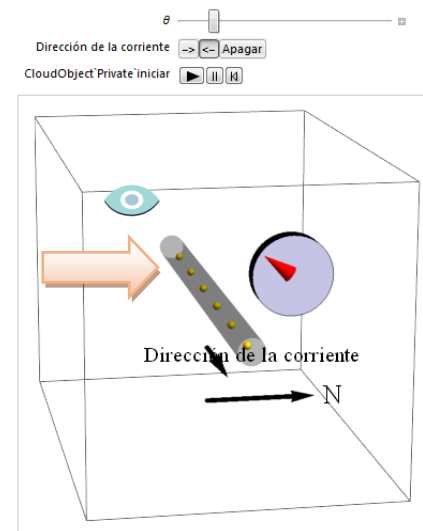 θ
Dirección de la corriente -> <- Apagar
CloudObject`Private`iniciar
Dirección de la corriente
N